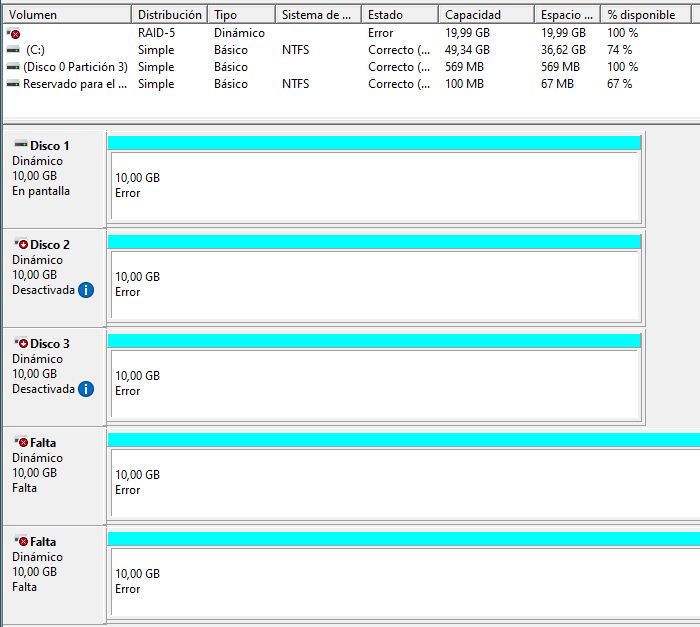 Volumen Distribución Tipo Sistema de ... Estado Capacidad Espacio ... % disponible
RAID-5 Dinámico Error 19,99 GB 19,99 GB 100 %
(C:) Simple Básico NTFS Correcto (... 49,34 GB 36,62 GB 74 %
(Disco 0 Partición 3) Simple Básico Correcto (... 569 MB 569 MB 100 %
Reservado para el ... Simple Básico NTFS Correcto (... 100 MB 67 MB 67 %
Disco 1
Dinámico
10,00 GB
En pantalla
10,00 GB
Error
Disco 2
Dinámico
10,00 GB
Desactivada
10,00 GB
Error
Disco 3
Dinámico
10,00 GB
Desactivada
10,00 GB
Error
Falta
Dinámico
10,00 GB
Falta
10,00 GB
Error
Falta
Dinámico
10,00 GB
Falta
10,00 GB
Error